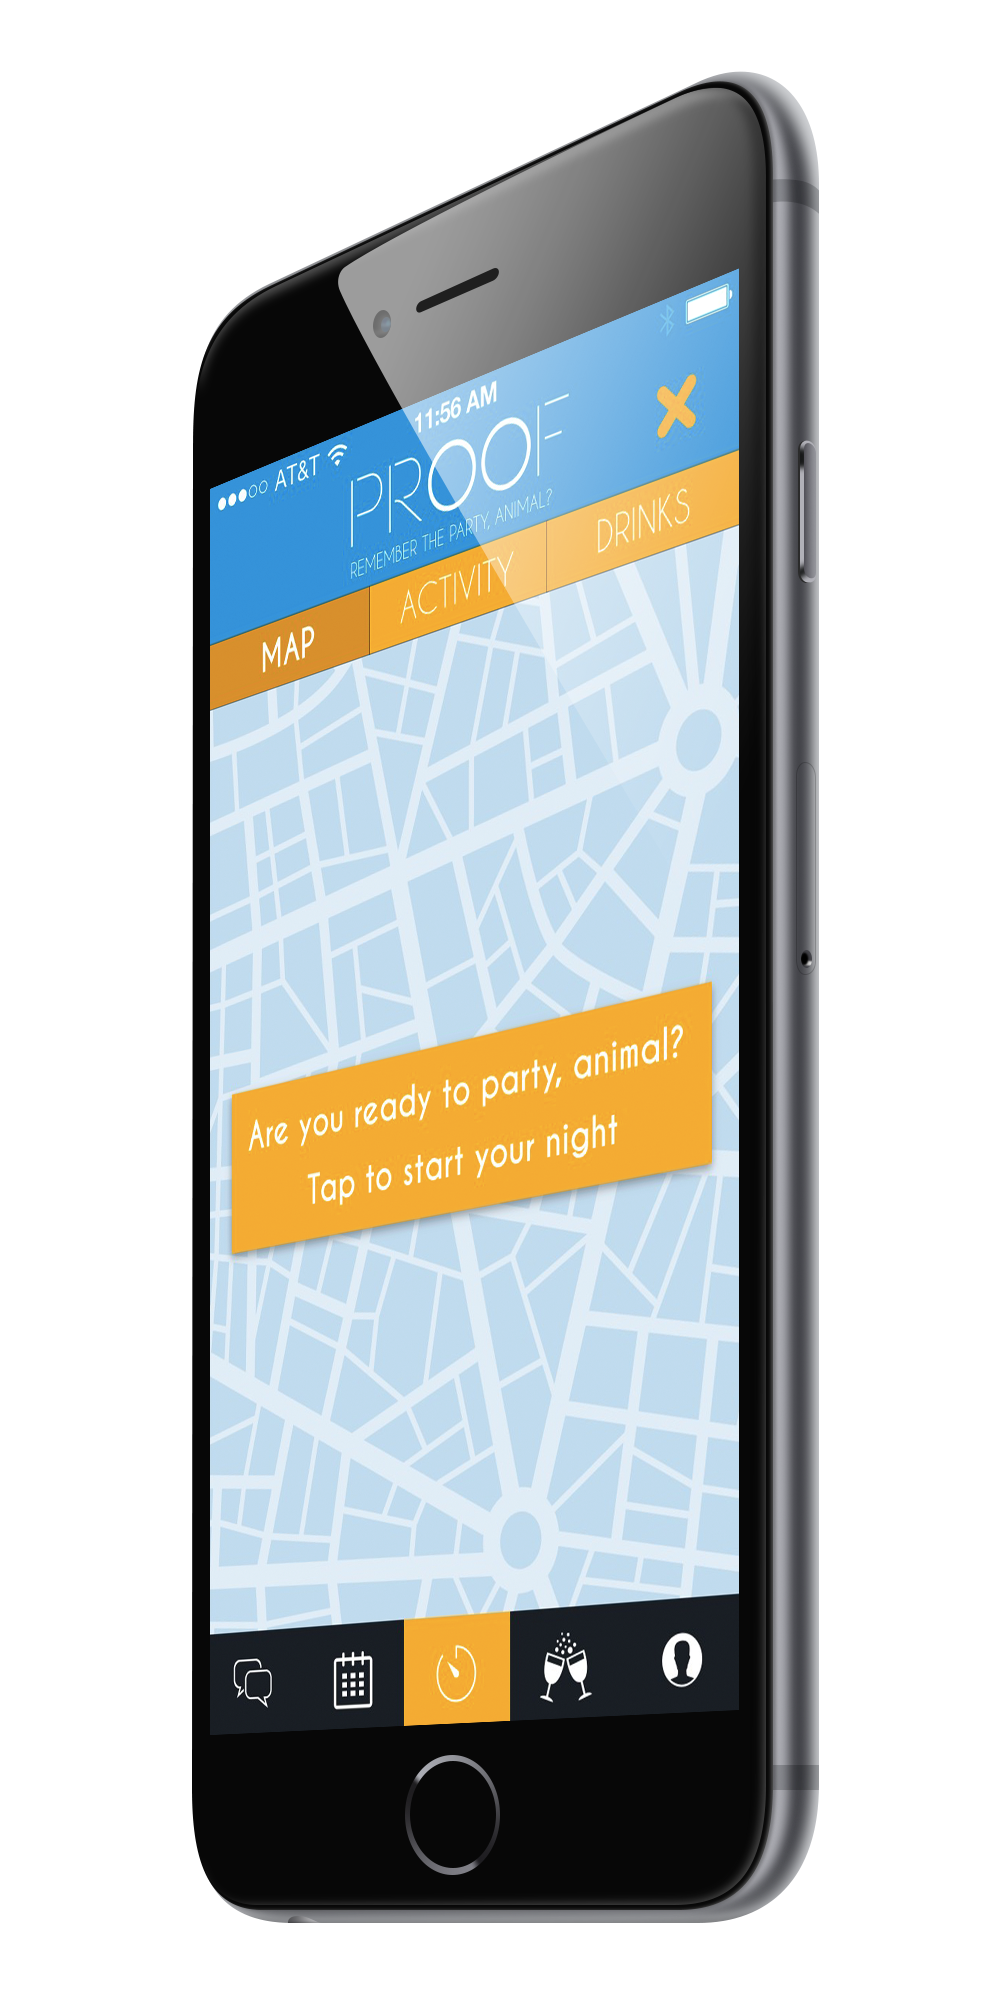 AT&T
11:56 AM
PROOF
REMEMBER THE PARTY, ANIMAL?
MAP
ACTIVITY
DRINKS
Are you ready to party, animal?
Tap to start your night